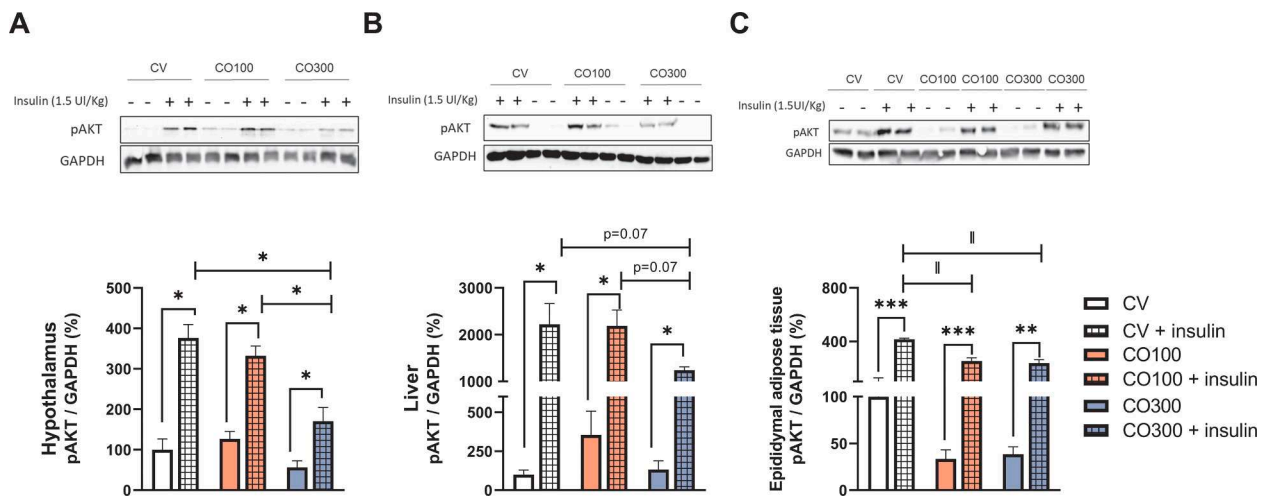 A
CV CO100 CO300
Insulin (1.5 UI/Kg) - - + + - - + + - - + +
pAKT
GAPDH
Hypothalamus
pAKT / GAPDH (%)
500
400
300
200
100
0
* * * * *
B
CV CO100 CO300
Insulin (1.5 UI/Kg) + + - - + + - - + + - -
pAKT
GAPDH
Liver
pAKT / GAPDH (%)
3000
2000
1000
500
250
0
p=0.07
p=0.07
* * *
C
CV CV CO100 CO100 CO300 CO300
Insulin (1.5UI/Kg) - - + + - - + + - - + +
pAKT
GAPDH
Epididymal adipose tissue
pAKT / GAPDH (%)
800
400
100
50
0
||
||
*** *** **
CV
CV + insulin
CO100
CO100 + insulin
CO300
CO300 + insulin